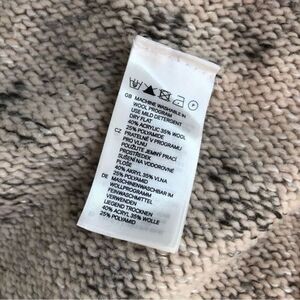 GB MACHINE WASHABLE IN
WOOL PROGRAM
USE MILD DETERGENT
DRY FLAT
40% ACRYLIC 35% WOOL
25% POLYAMIDE
CZ PRATELNÉ V PROGRAMU
PRO VLNU
POUŽIJTE JEMNÝ PRACÍ
PROSTŘEDEK
SUŠENÍ NA VODOROVNÉ
PLOŠE
40% AKRYL 35% VLNA
25% POLYAMID
DE MASCHINENWASCHBAR IM
WOLLPROGRAMM
FEINWASCHMITTEL
VERWENDEN
LIEGEND TROCKNEN
40% ACRYL 35% WOLLE
25% POLYAMID